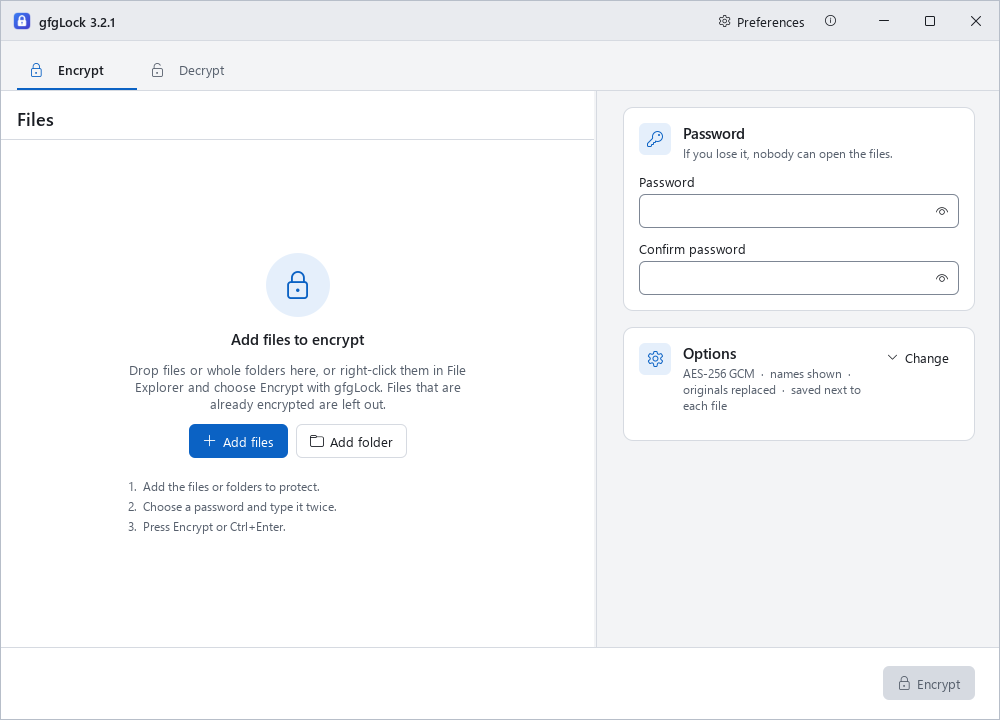 gfgLock 3.2.1
Preferences
Encrypt
Decrypt
Files
Add files to encrypt
Drop files or whole folders here, or right-click them in File
Explorer and choose Encrypt with gfgLock. Files that are
already encrypted are left out.
Add files
Add folder
1. Add the files or folders to protect.
2. Choose a password and type it twice.
3. Press Encrypt or Ctrl+Enter.
Password
If you lose it, nobody can open the files.
Password
Confirm password
Options
Change
AES-256 GCM · names shown ·
originals replaced · saved next to
each file
Encrypt